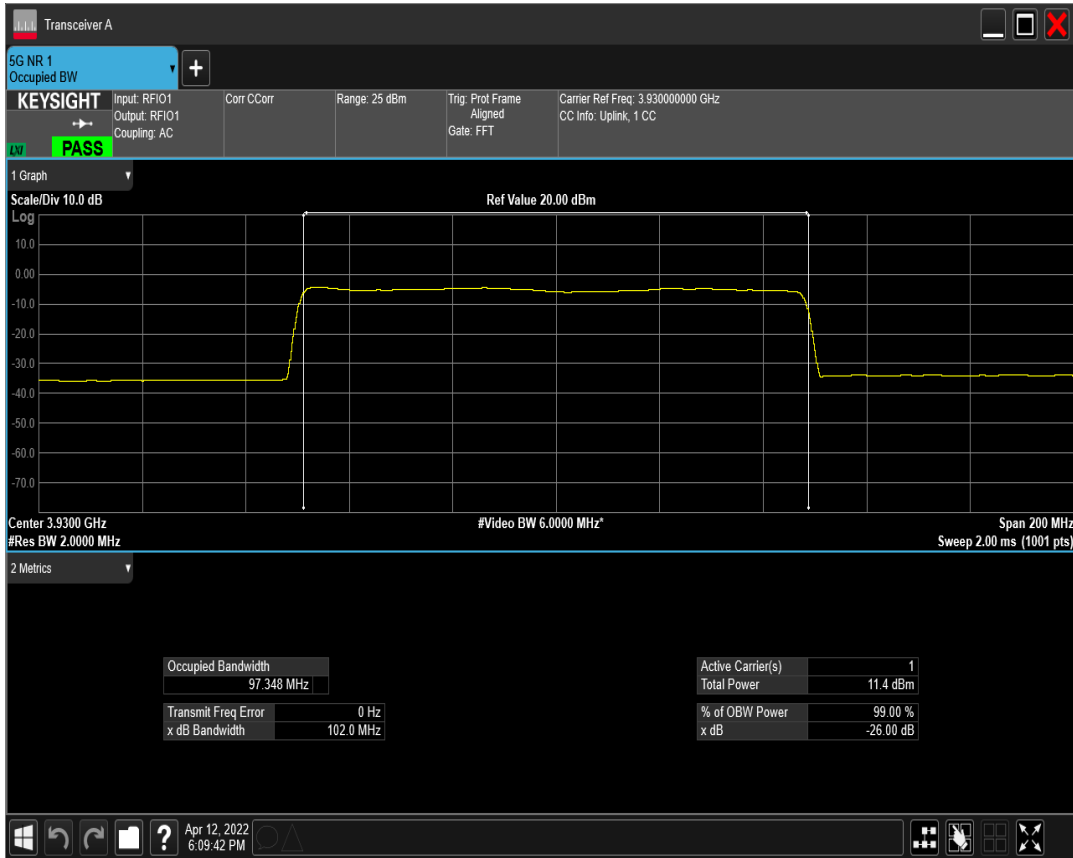 Transceiver A
5G NR 1
Occupied BW
+
KEYSIGHT
LXI
PASS
Input: RFIO1
Output: RFIO1
Coupling: AC
Corr CCorr
Range: 25 dBm
Trig: Prot Frame
Aligned
Gate: FFT
Carrier Ref Freq: 3.930000000 GHz
CC Info: Uplink, 1 CC
1 Graph
Scale/Div 10.0 dB
Ref Value 20.00 dBm
Log
10.0
0.00
-10.0
-20.0
-30.0
-40.0
-50.0
-60.0
-70.0
Center 3.9300 GHz
#Video BW 6.0000 MHz*
Span 200 MHz
#Res BW 2.0000 MHz
Sweep 2.00 ms (1001 pts)
2 Metrics
Occupied Bandwidth
97.348 MHz
Transmit Freq Error 0 Hz
x dB Bandwidth 102.0 MHz
Active Carrier(s) 1
Total Power 11.4 dBm
% of OBW Power 99.00 %
x dB -26.00 dB
?
Apr 12, 2022
6:09:42 PM